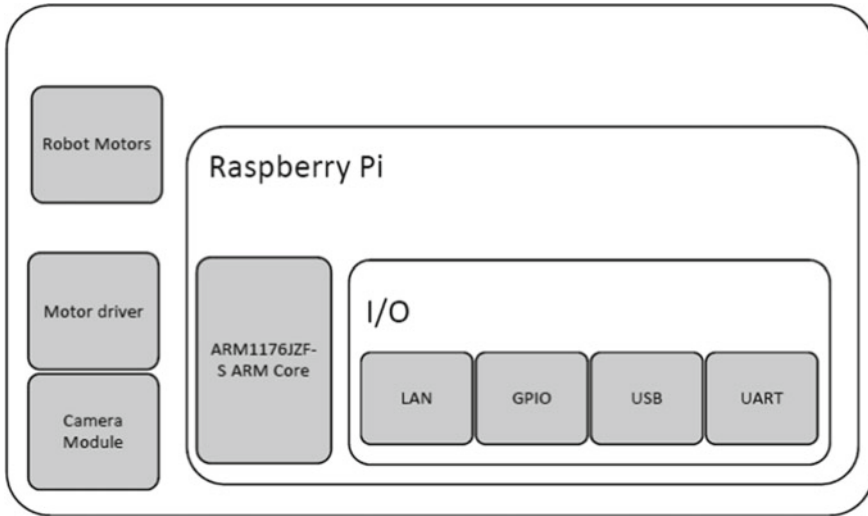 Robot Motors
Raspberry Pi
Motor driver
Camera
Module
ARM1176JZF-
S ARM Core
I/O
LAN
GPIO
USB
UART